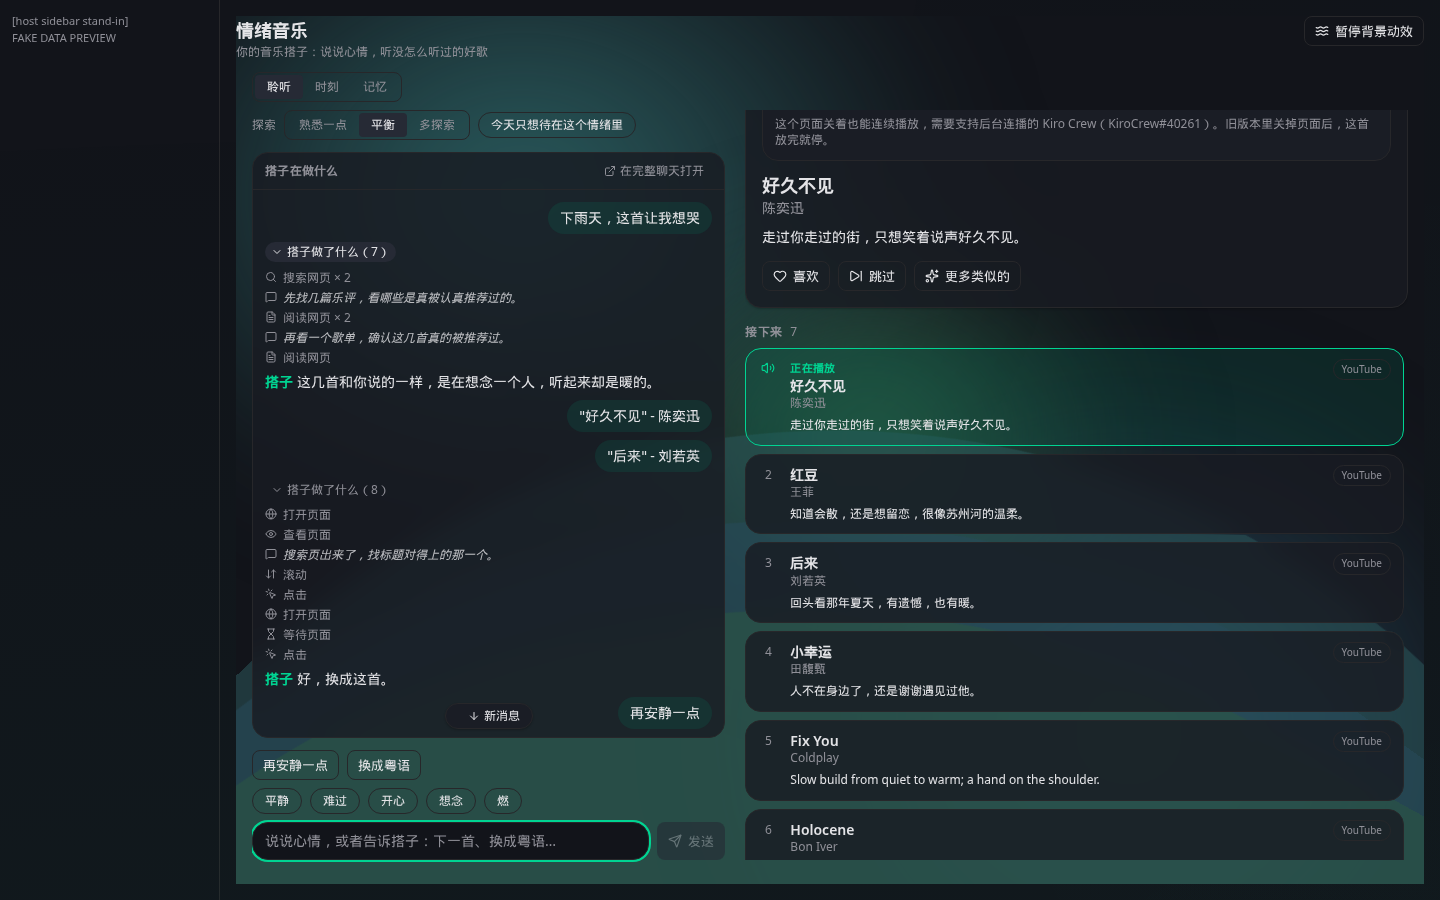 [host sidebar stand-in]
FAKE DATA PREVIEW
情绪音乐
你的音乐搭子：说说心情，听没怎么听过的好歌
暂停背景动效
聆听 时刻 记忆
探索 熟悉一点 平衡 多探索 今天只想待在这个情绪里
搭子在做什么 在完整聊天打开
下雨天，这首让我想哭
搭子做了什么（7）
搜索网页 × 2
先找几篇乐评，看哪些是真被认真推荐过的。
阅读网页 × 2
再看一个歌单，确认这几首真的被推荐过。
阅读网页
搭子 这几首和你说的一样，是在想念一个人，听起来却是暖的。
"好久不见" - 陈奕迅
"后来" - 刘若英
搭子做了什么（8）
打开页面
查看页面
搜索页出来了，找标题对得上的那一个。
滚动
点击
打开页面
等待页面
点击
搭子 好，换成这首。
新消息
再安静一点
再安静一点 换成粤语
平静 难过 开心 想念 燃
说说心情，或者告诉搭子：下一首、换成粤语...
发送
这个页面关着也能连续播放，需要支持后台连播的 Kiro Crew（KiroCrew#40261）。旧版本里关掉页面后，这首
放完就停。
好久不见
陈奕迅
走过你走过的街，只想笑着说声好久不见。
喜欢 跳过 更多类似的
接下来 7
正在播放 YouTube
好久不见
陈奕迅
走过你走过的街，只想笑着说声好久不见。
2 红豆 YouTube
王菲
知道会散，还是想留恋，很像苏州河的温柔。
3 后来 YouTube
刘若英
回头看那年夏天，有遗憾，也有暖。
4 小幸运 YouTube
田馥甄
人不在身边了，还是谢谢遇见过他。
5 Fix You YouTube
Coldplay
Slow build from quiet to warm; a hand on the shoulder.
6 Holocene YouTube
Bon Iver